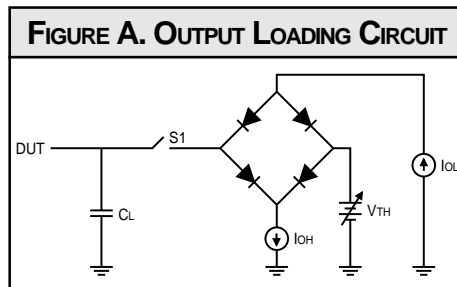 FIGURE A. OUTPUT LOADING CIRCUIT
DUT
S1
IOL
CL
VTH
IOH